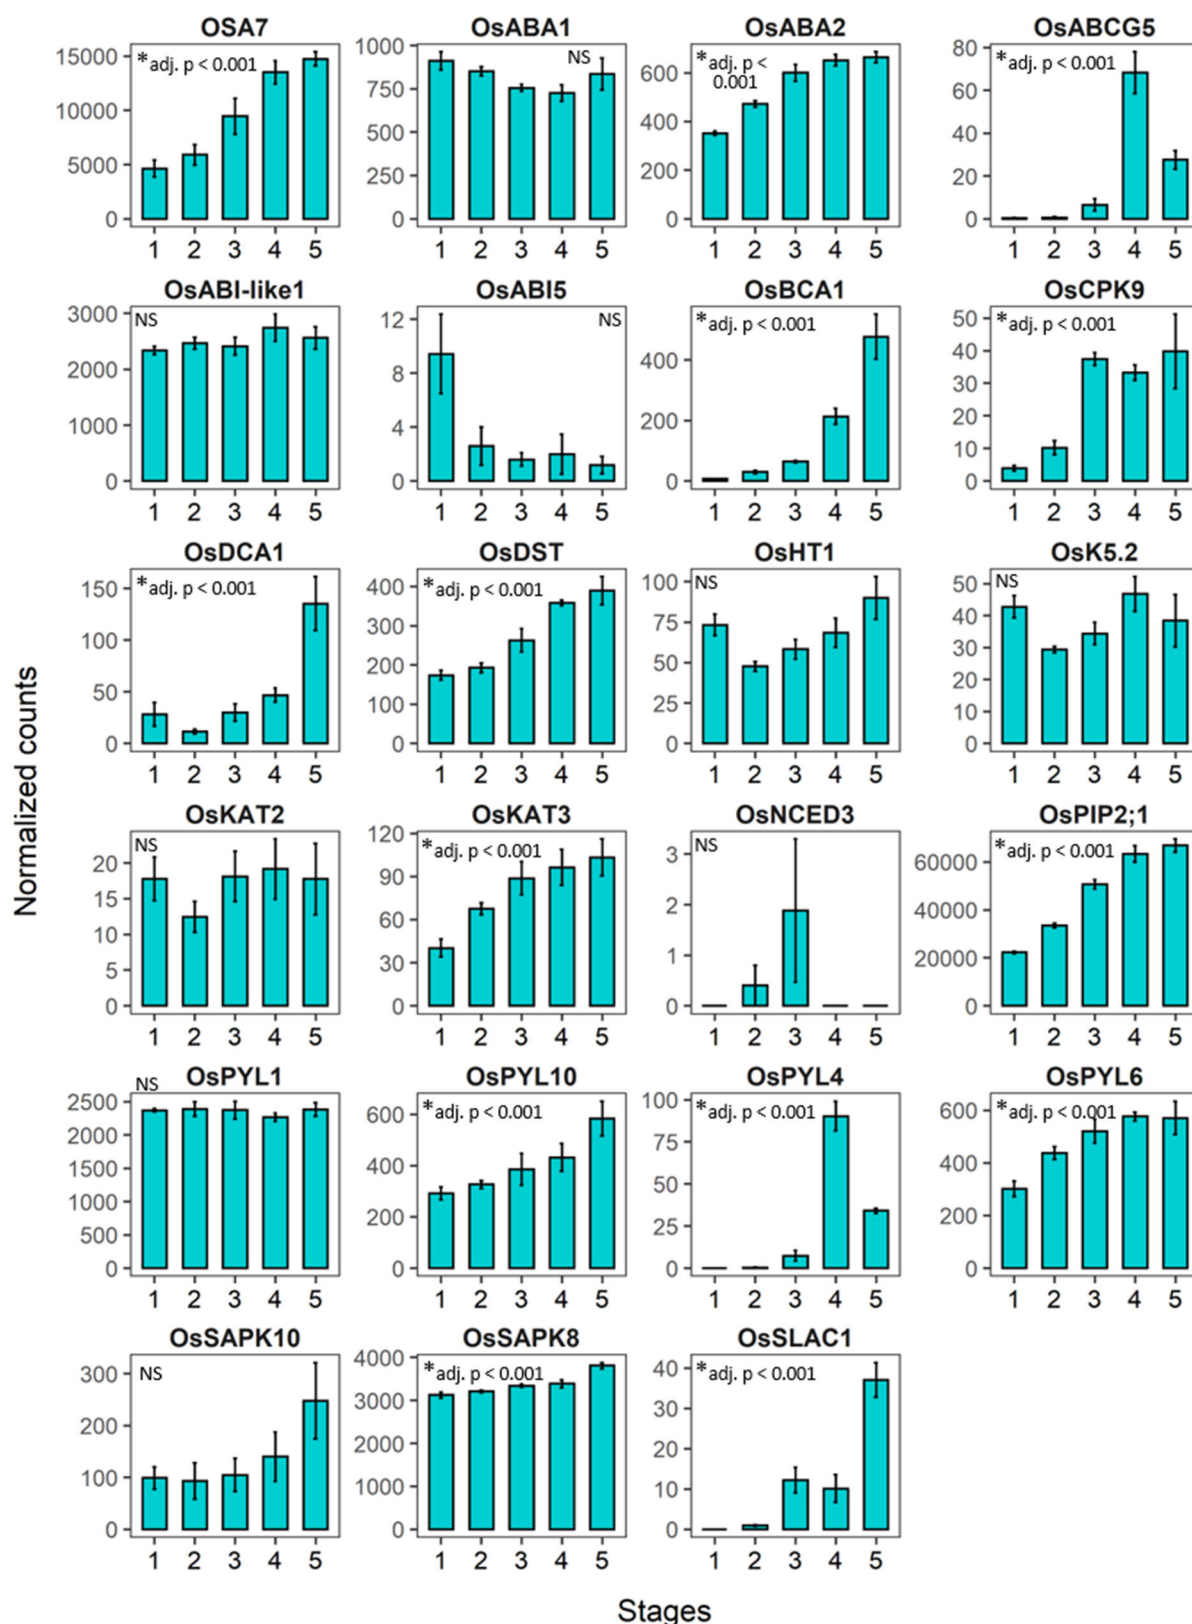 OSA7 OsABA1 OsABA2 OsABCG5
15000 *adj. p < 0.001 1000 NS 600 *adj. p < 0.001 80 *adj. p < 0.001
10000 750 400 60
5000 500 200 40
0 250 0 20
0 0
1 2 3 4 5 1 2 3 4 5 1 2 3 4 5 1 2 3 4 5
OsABI-like1 OsABI5 OsBCA1 OsCPK9
3000 NS 12 NS 400 *adj. p < 0.001 50 *adj. p < 0.001
2000 8 200 40
1000 4 0 30
0 0 20
10
0
1 2 3 4 5 1 2 3 4 5 1 2 3 4 5 1 2 3 4 5
OsDCA1 OsDST OsHT1 OsK5.2
150 *adj. p < 0.001 400 *adj. p < 0.001 100 NS 50 NS
100 300 75 40
50 200 50 30
0 100 25 20
0 0 10
0
1 2 3 4 5 1 2 3 4 5 1 2 3 4 5 1 2 3 4 5
Normalized counts
OsKAT2 OsKAT3 OsNCED3 OsPIP2;1
20 NS 120 *adj. p < 0.001 3 NS 60000 *adj. p < 0.001
15 90 2 40000
10 60 1 20000
5 30 0 0
0 0
1 2 3 4 5 1 2 3 4 5 1 2 3 4 5 1 2 3 4 5
OsPYL1 OsPYL10 OsPYL4 OsPYL6
2500 NS 600 *adj. p < 0.001 100 *adj. p < 0.001 600 *adj. p < 0.001
2000 400 75 400
1500 200 50 200
1000 0 25 0
500 0
0
1 2 3 4 5 1 2 3 4 5 1 2 3 4 5 1 2 3 4 5
OsSAPK10 OsSAPK8 OsSLAC1
300 NS 4000 *adj. p < 0.001 40 *adj. p < 0.001
200 3000 30
100 2000 20
0 1000 10
0 0
1 2 3 4 5 1 2 3 4 5 1 2 3 4 5
Stages